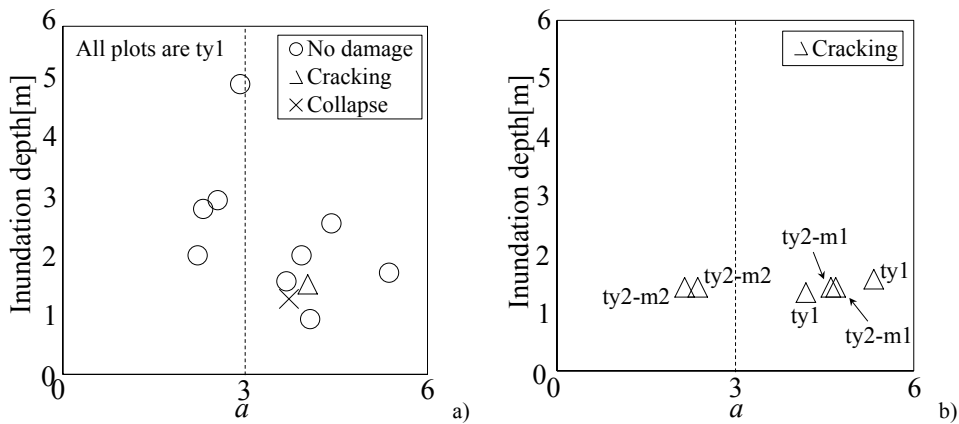 All plots are ty1
No damage
Cracking
Collapse
Inundation depth[m]
6
5
4
3
2
1
0
0
3
6
a
a)
Cracking
Inundation depth[m]
6
5
4
3
2
1
0
ty2-m1
ty2-m2
ty2-m2
ty1
ty1
ty2-m1
0
3
6
a
b)